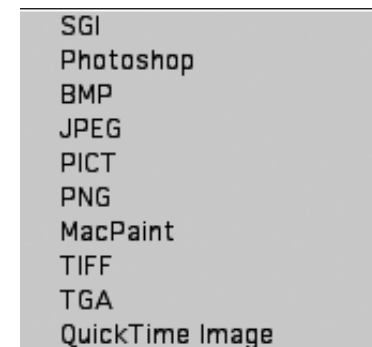 SGI
Photoshop
BMP
JPEG
PICT
PNG
MacPaint
TIFF
TGA
QuickTime Image